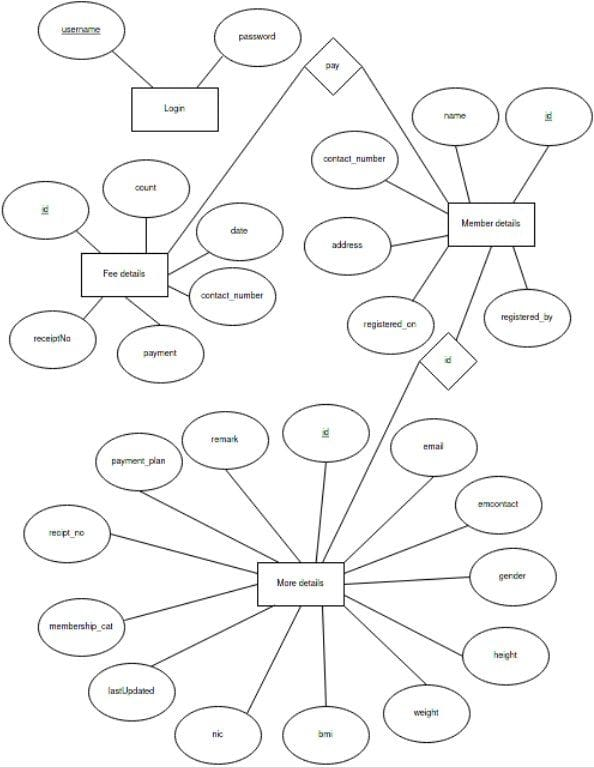 username
password
pay
Login
name
id
contact_number
count
id
date
address
Member details
Fee details
contact_number
registered_on
registered_by
receiptNo
payment
id
remark
id
email
payment_plan
emcontact
recipt_no
gender
More details
membership_cat
height
lastUpdated
weight
nic
bmi